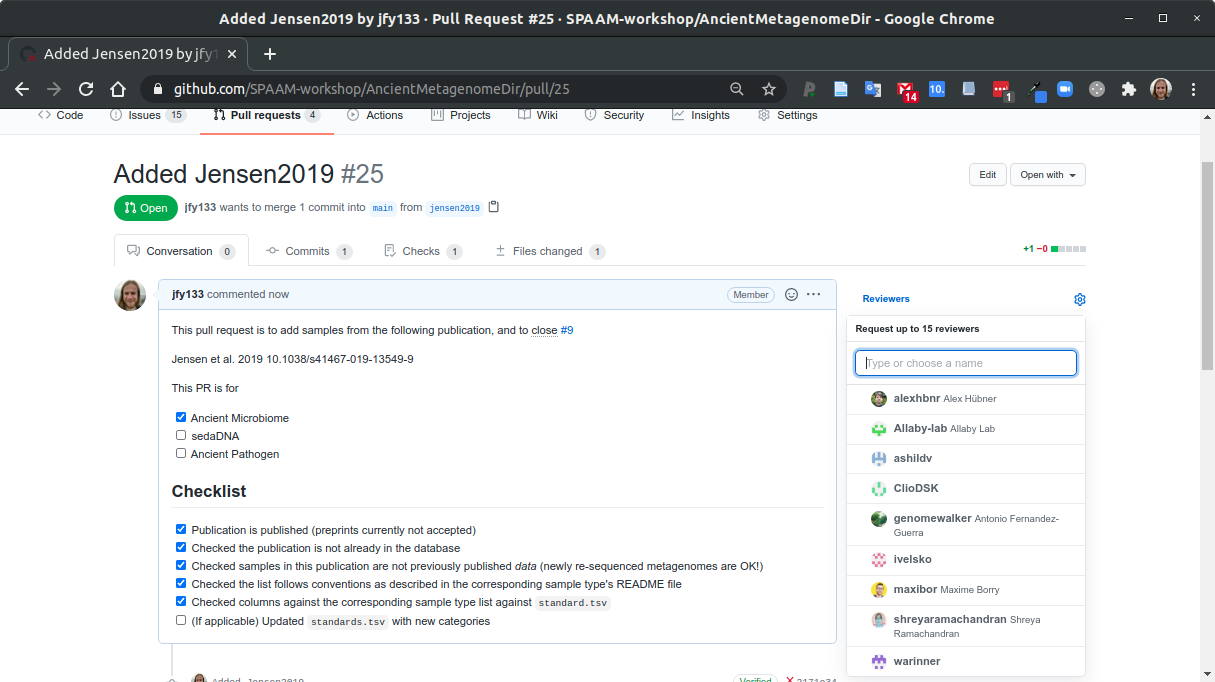 Added Jensen2019 by jfy133 · Pull Request #25 · SPAAM-workshop/AncientMetagenomeDir - Google Chrome
Added Jensen2019 by jfy1
github.com/SPAAM-workshop/AncientMetagenomeDir/pull/25
14
10.
1
Code
Issues 15
Pull requests 4
Actions
Projects
Wiki
Security
Insights
Settings
Added Jensen2019 #25
Edit
Open with
Open
jfy133 wants to merge 1 commit into main from jensen2019
Conversation 0
Commits 1
Checks 1
Files changed 1
+1 −0
jfy133 commented now
Member
This pull request is to add samples from the following publication, and to close #9
Jensen et al. 2019 10.1038/s41467-019-13549-9
This PR is for
Ancient Microbiome
sedaDNA
Ancient Pathogen
Checklist
Publication is published (preprints currently not accepted)
Checked the publication is not already in the database
Checked samples in this publication are not previously published data (newly re-sequenced metagenomes are OK!)
Checked the list follows conventions as described in the corresponding sample type's README file
Checked columns against the corresponding sample type list against standard.tsv
(If applicable) Updated standards.tsv with new categories
Added Jensen2019
Verified
2171e34
Reviewers
Request up to 15 reviewers
Type or choose a name
alexhbnr Alex Hübner
Allaby-lab Allaby Lab
ashildv
ClioDSK
genomewalker Antonio Fernandez-
Guerra
ivelsko
maxibor Maxime Borry
shreyaramachandran Shreya
Ramachandran
warinner